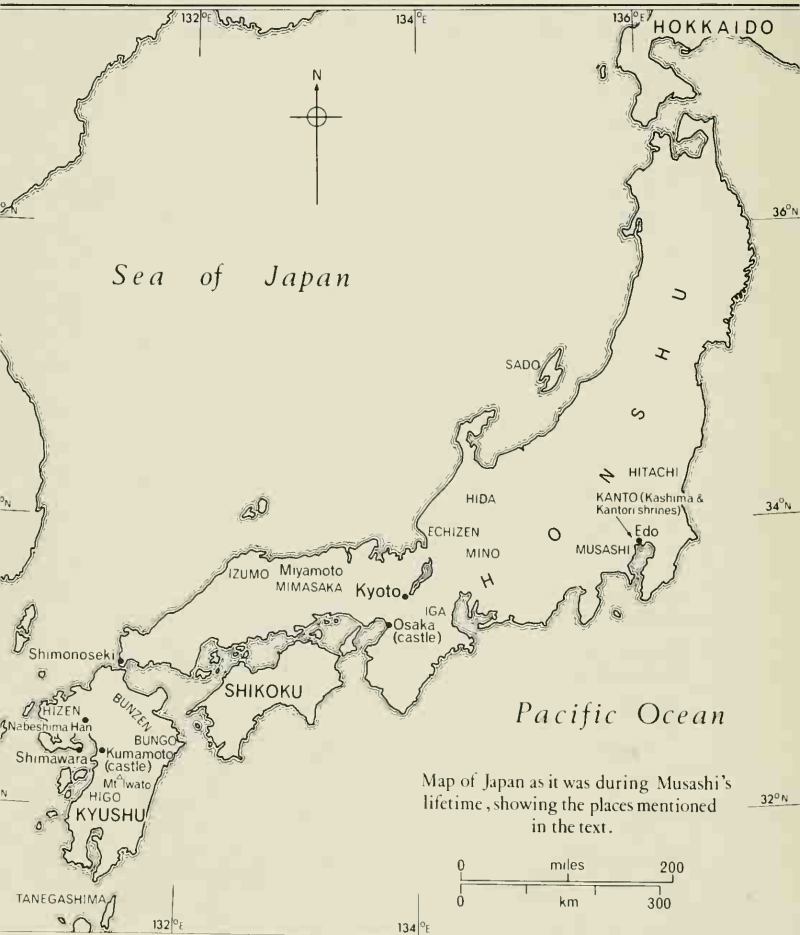 132°E
134°E
136°E
HOKKAIDO
N
°N
36°N
Sea of Japan
SADO
HONSHU
HITACHI
KANTO (Kashima &
Kantori shrines)
°N
34°N
Edo
MUSASHI
HIDA
ECHIZEN
MINO
IZUMO
Miyamoto
MIMASAKA
Kyoto
IGA
Osaka
(castle)
Shimonoseki
SHIKOKU
Pacific Ocean
HIZEN
BUNZEN
Nabeshima Han
BUNGO
Shimawara
Kumamoto
(castle)
Mt Iwato
HIGO
KYUSHU
N
32°N
Map of Japan as it was during Musashi's
lifetime, showing the places mentioned
in the text.
0 miles 200
0 km 300
TANEGASHIMA
132°E
134°E